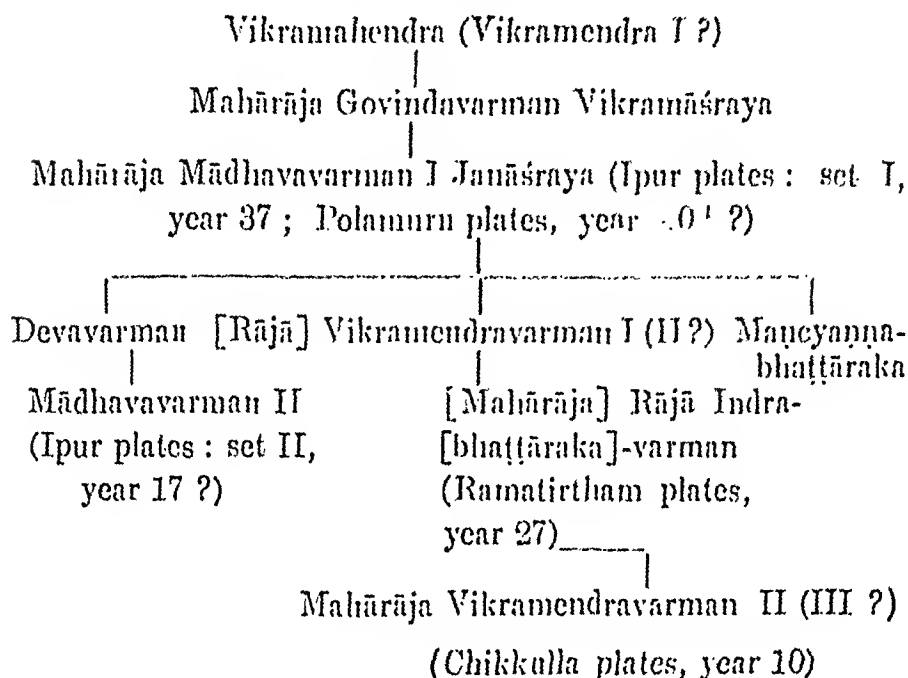 Vikramahendra (Vikramendra I ?)
Mahārāja Govindavarman Vikramāśraya
Mahārāja Mādhavavarman I Janāśraya (Ipur plates : set I,
year 37 ; Polamuru plates, year ?)
Devavarman [Rājā] Vikramendravarman I (II ?) Maṇcyaṇṇa-
bhaṭṭāraka
Mādhavavarman II [Mahārāja] Rājā Indra-
(Ipur plates : set II, [bhaṭṭāraka]-varman
year 17 ?) (Ramatirtham plates,
year 27)
Mahārāja Vikramendravarman II (III ?)
(Chikkulla plates, year 10)